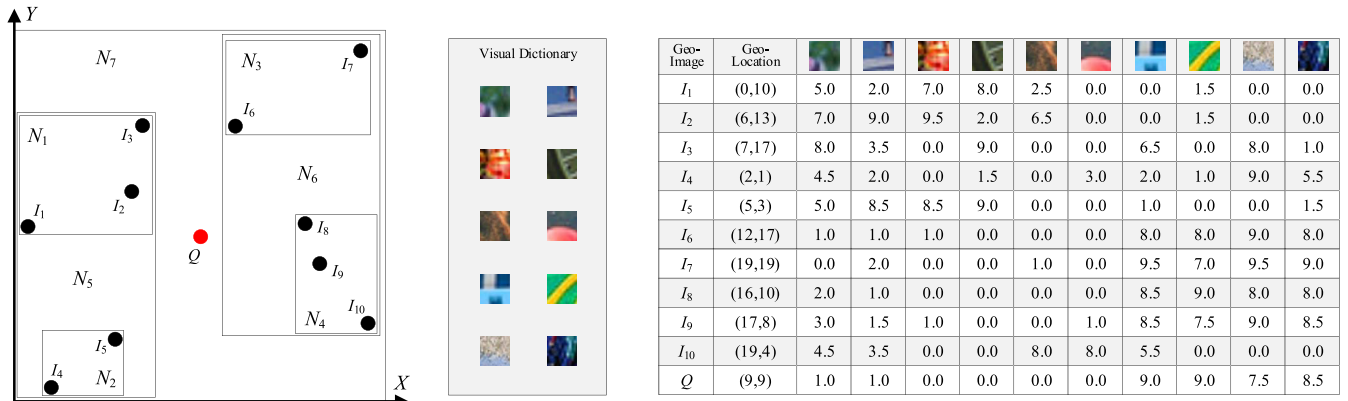 Y
N7
N3
I7
I6
N1
I3
I2
I1
N6
Q
I8
I9
I10
N4
N5
I5
I4
N2
X
Visual Dictionary
Geo-Image Geo-Location
I1 (0,10) 5.0 2.0 7.0 8.0 2.5 0.0 0.0 1.5 0.0 0.0
I2 (6,13) 7.0 9.0 9.5 2.0 6.5 0.0 0.0 1.5 0.0 0.0
I3 (7,17) 8.0 3.5 0.0 9.0 0.0 0.0 6.5 0.0 8.0 1.0
I4 (2,1) 4.5 2.0 0.0 1.5 0.0 3.0 2.0 1.0 9.0 5.5
I5 (5,3) 5.0 8.5 8.5 9.0 0.0 0.0 1.0 0.0 0.0 1.5
I6 (12,17) 1.0 1.0 1.0 0.0 0.0 0.0 8.0 8.0 9.0 8.0
I7 (19,19) 0.0 2.0 0.0 0.0 1.0 0.0 9.5 7.0 9.5 9.0
I8 (16,10) 2.0 1.0 0.0 0.0 0.0 0.0 8.5 9.0 8.0 8.0
I9 (17,8) 3.0 1.5 1.0 0.0 0.0 1.0 8.5 7.5 9.0 8.5
I10 (19,4) 4.5 3.5 0.0 0.0 8.0 8.0 5.5 0.0 0.0 0.0
Q (9,9) 1.0 1.0 0.0 0.0 0.0 0.0 9.0 9.0 7.5 8.5